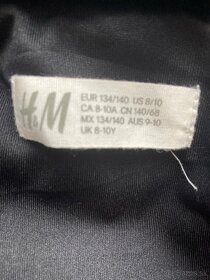 H&M
EUR 134/140 US 8/10
CA 8-10A CN 140/68
MX 134/140 AUS 9-10
UK 8-10Y